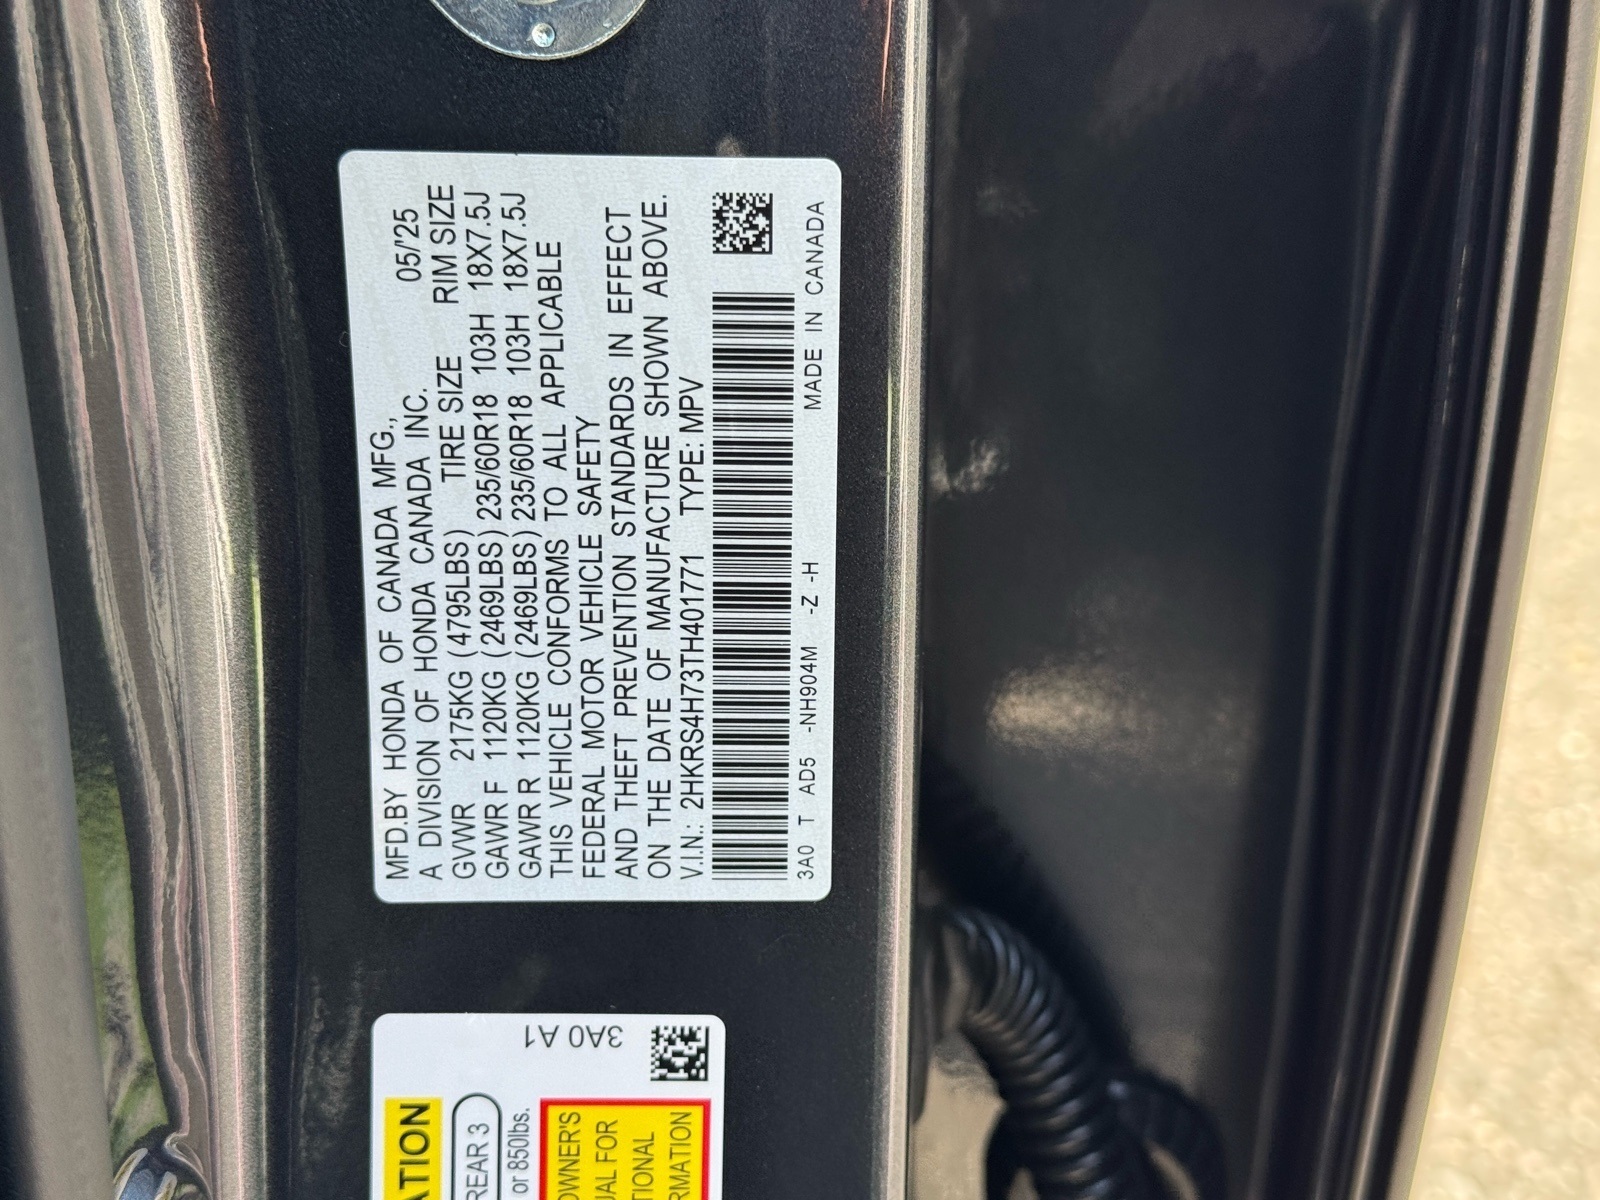 MFD.BY HONDA OF CANADA MFG.,
A DIVISION OF HONDA CANADA INC. 05/'25
GVWR 2175KG (4795LBS) TIRE SIZE RIM SIZE
GAWR F 1120KG (2469LBS) 235/60R18 103H 18X7.5J
GAWR R 1120KG (2469LBS) 235/60R18 103H 18X7.5J
THIS VEHICLE CONFORMS TO ALL APPLICABLE
FEDERAL MOTOR VEHICLE SAFETY
AND THEFT PREVENTION STANDARDS IN EFFECT
ON THE DATE OF MANUFACTURE SHOWN ABOVE.
V.I.N.: 2HKRS4H73TH401771 TYPE: MPV
3A0 T AD5 -NH904M -Z -H MADE IN CANADA
3A0 A1
REAR 3
or 850lbs.
OWNER'S
FOR